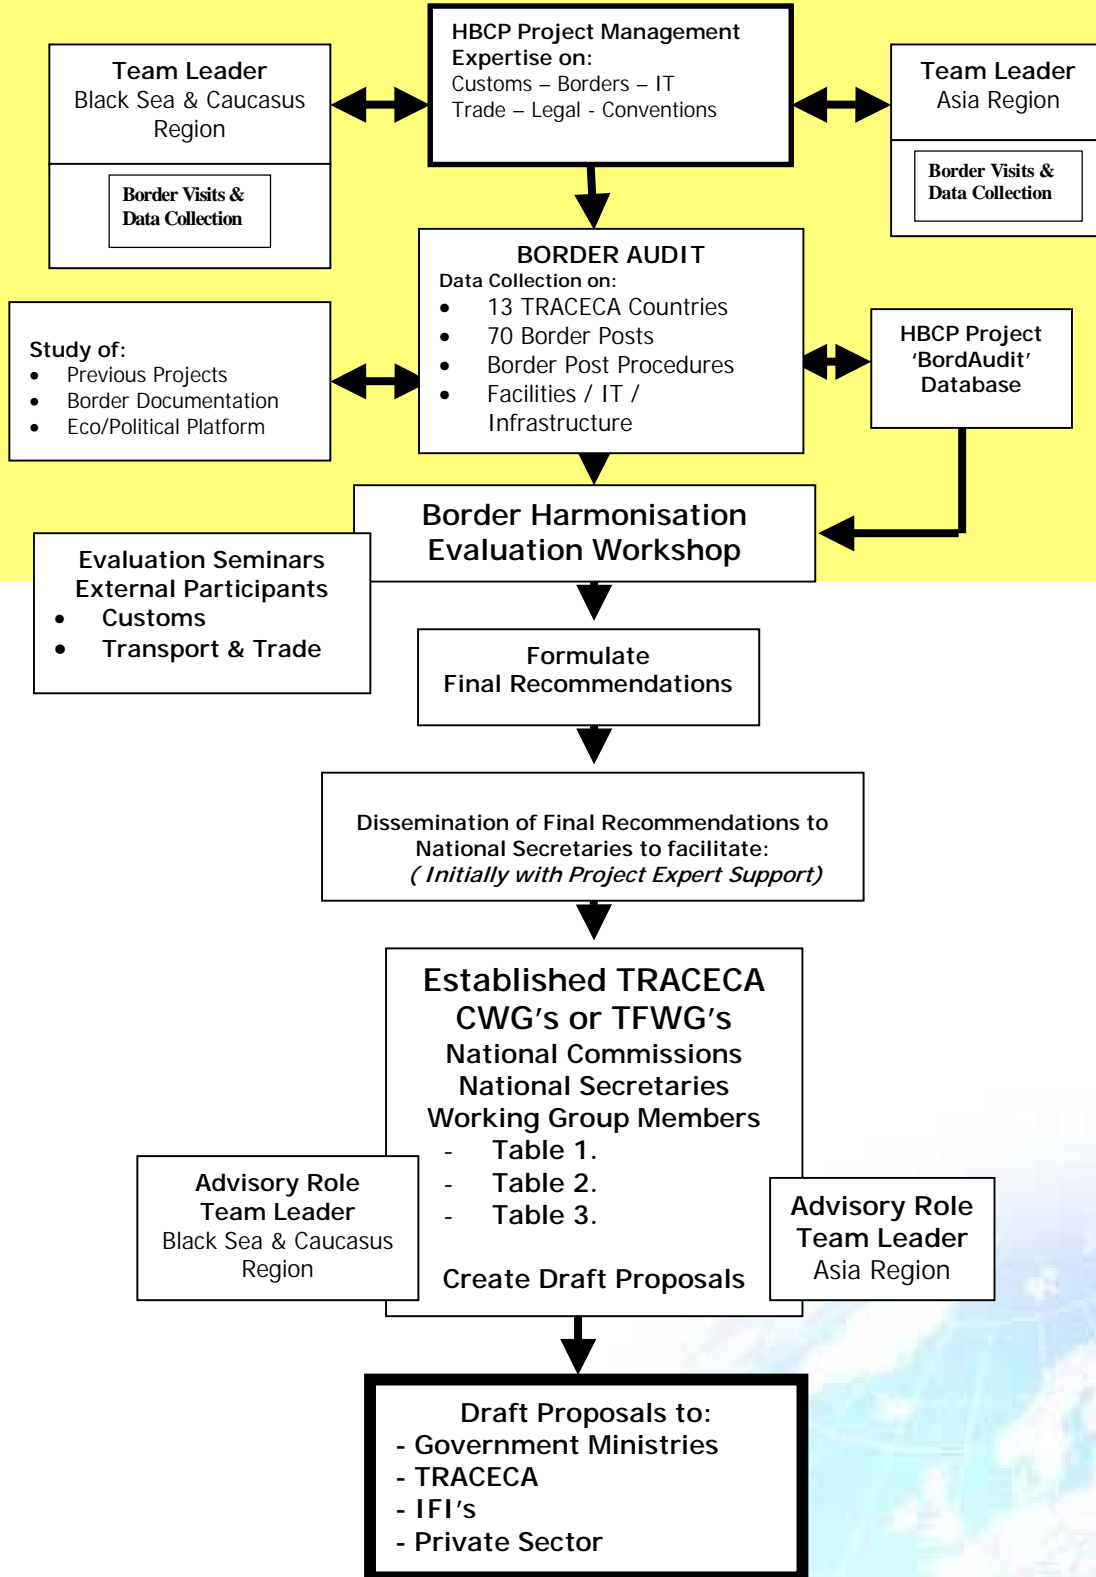 HBCP Project Management
Expertise on:
Customs – Borders – IT
Trade – Legal - Conventions
Team Leader
Black Sea & Caucasus
Region
Border Visits &
Data Collection
Team Leader
Asia Region
Border Visits &
Data Collection
BORDER AUDIT
Data Collection on:
• 13 TRACECA Countries
• 70 Border Posts
• Border Post Procedures
• Facilities / IT /
Infrastructure
Study of:
• Previous Projects
• Border Documentation
• Eco/Political Platform
HBCP Project
‘BordAudit’
Database
Border Harmonisation
Evaluation Workshop
Evaluation Seminars
External Participants
• Customs
• Transport & Trade
Formulate
Final Recommendations
Dissemination of Final Recommendations to
National Secretaries to facilitate:
( Initially with Project Expert Support)
Established TRACECA
CWG's or TFWG's
National Commissions
National Secretaries
Working Group Members
- Table 1.
- Table 2.
- Table 3.
Create Draft Proposals
Advisory Role
Team Leader
Black Sea & Caucasus
Region
Advisory Role
Team Leader
Asia Region
Draft Proposals to:
- Government Ministries
- TRACECA
- IFI's
- Private Sector